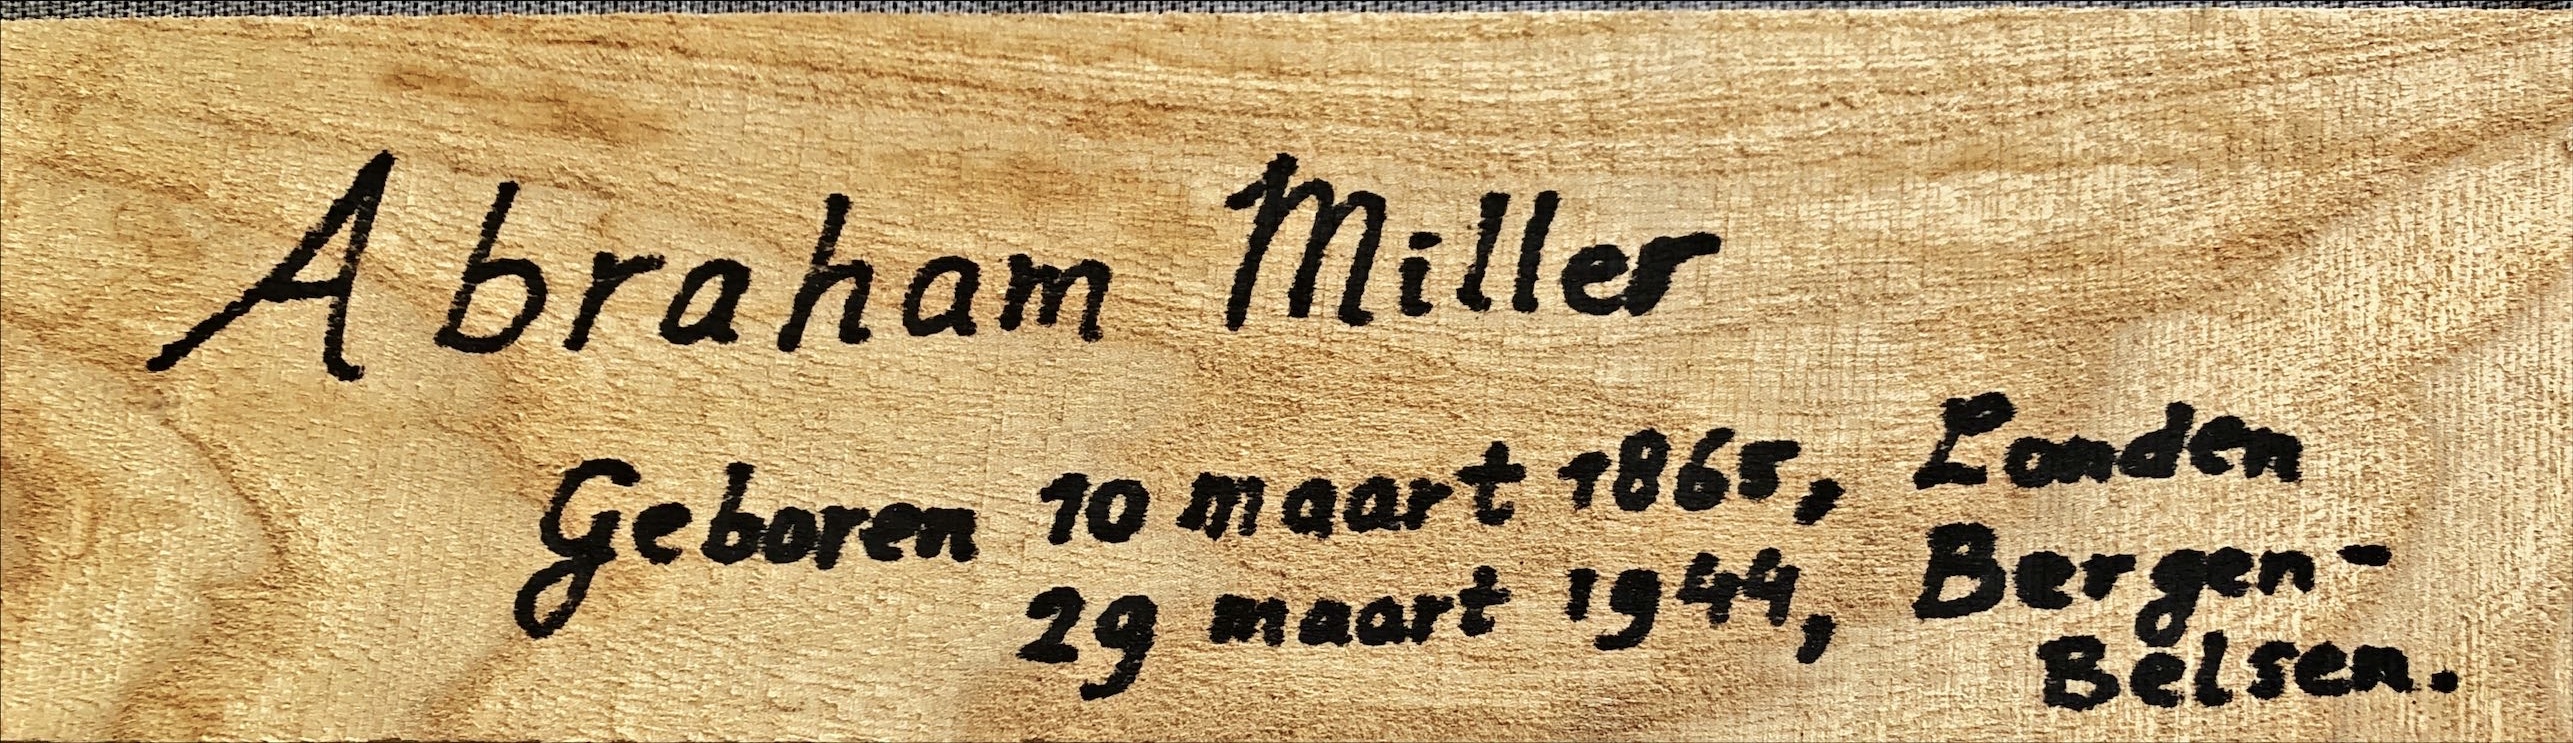 Abraham Miller
Geboren 10 maart 1865, Londen
29 maart 1944, Bergen-
Belsen.